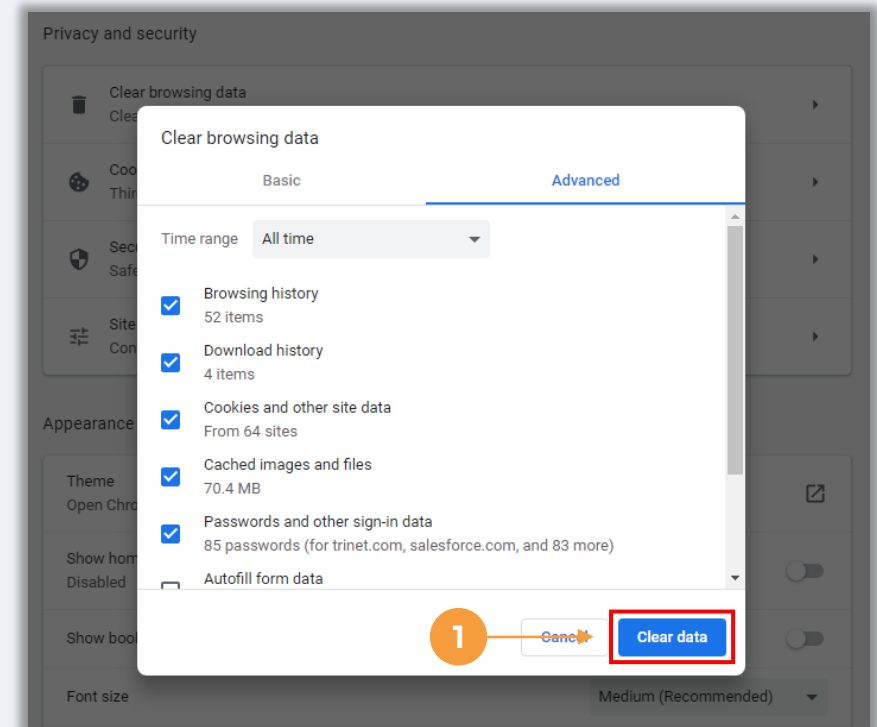 Privacy and security
Clear browsing data
Clea
Clear browsing data
Basic
Advanced
Coo
Thir
Time range
All time
Secu
Safe
Browsing history
52 items
Site
Con
Download history
4 items
Cookies and other site data
From 64 sites
Appearance
Cached images and files
70.4 MB
Theme
Open Chro
Passwords and other sign-in data
85 passwords (for trinet.com, salesforce.com, and 83 more)
Show hom
Disabled
Autofill form data
Show bool
1
Cancel
Clear data
Font size
Medium (Recommended)